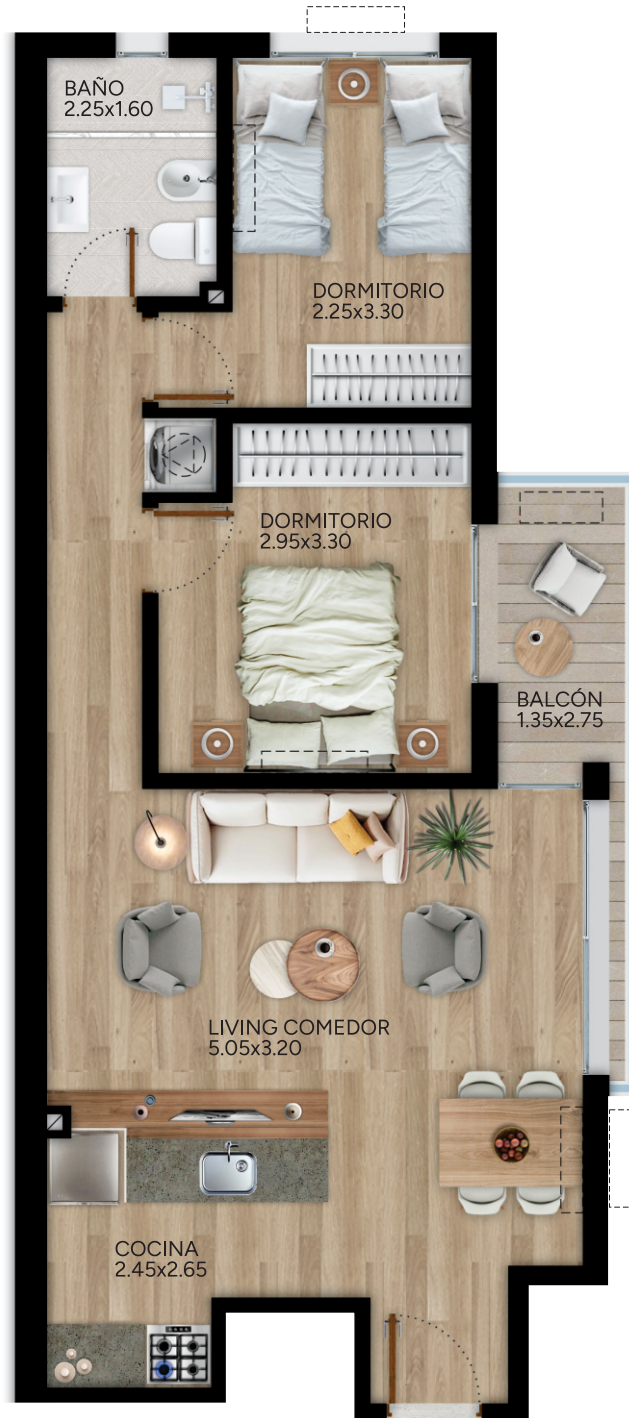 BAÑO
2.25x1.60
DORMITORIO
2.25x3.30
DORMITORIO
2.95x3.30
BALCÓN
1.35x2.75
LIVING COMEDOR
5.05x3.20
COCINA
2.45x2.65